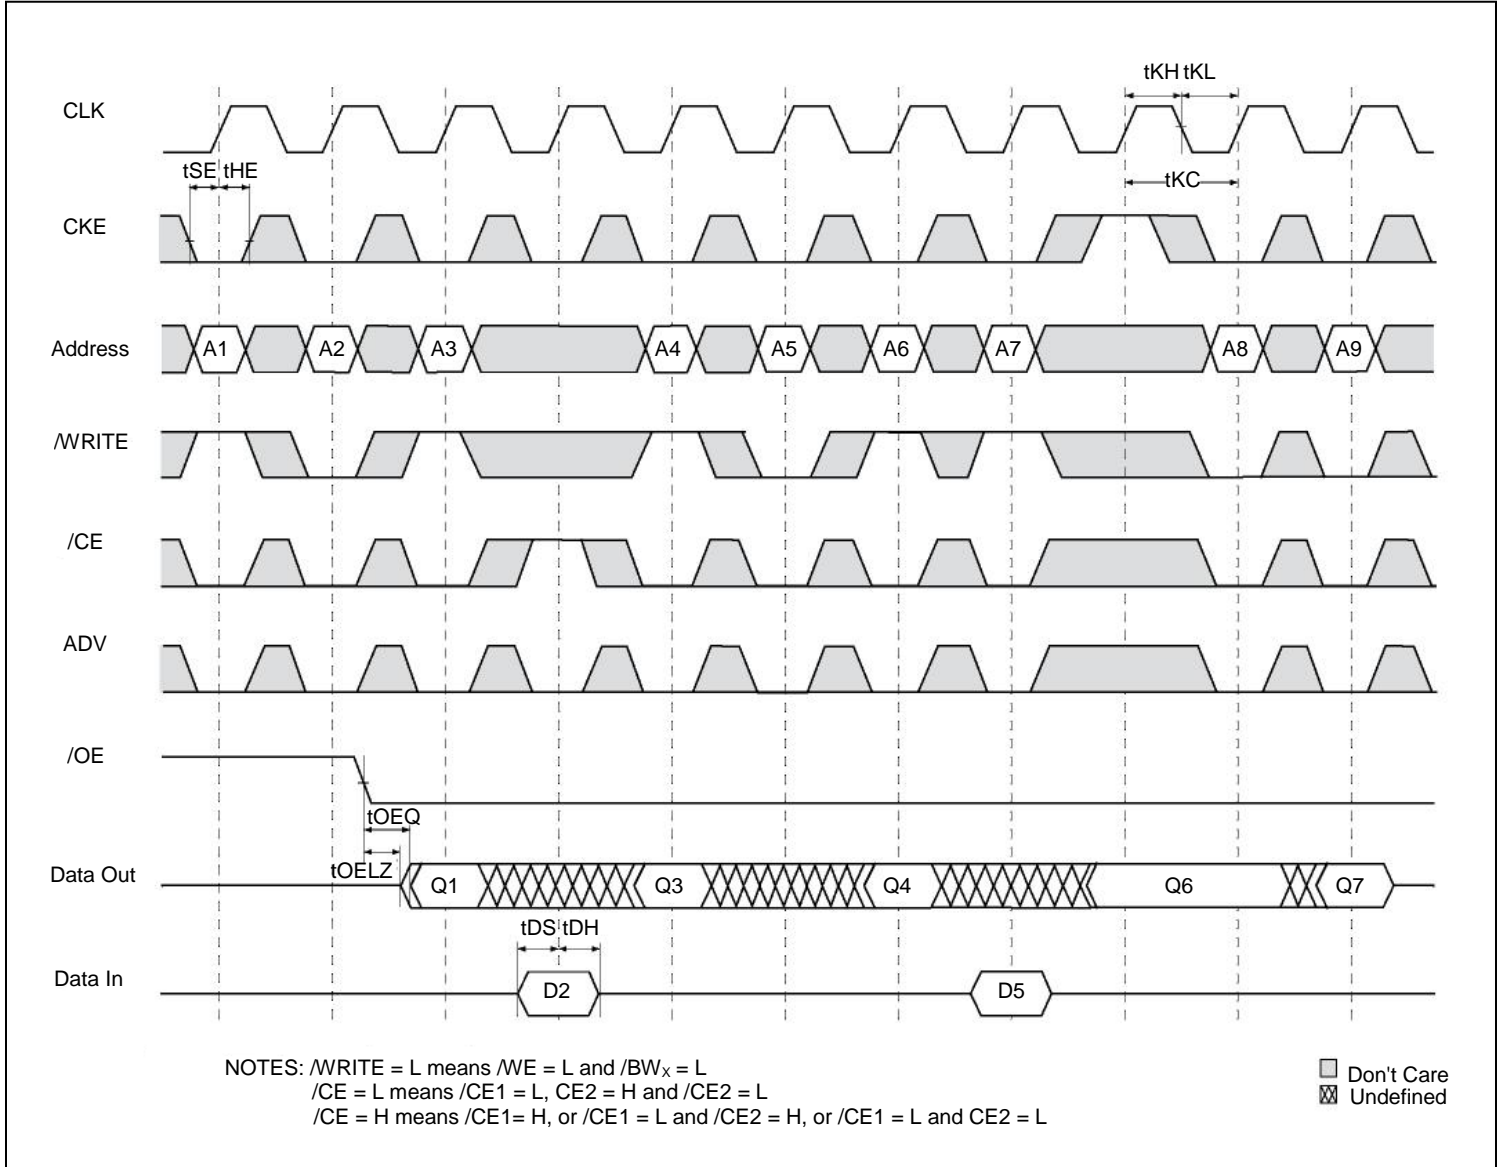 tKH tKL
CLK
tSE tHE
tKC
CKE
Address A1 A2 A3 A4 A5 A6 A7 A8 A9
/WRITE
/CE
ADV
/OE
tOEQ
tOELZ
Data Out Q1 Q3 Q4 Q6 Q7
tDS tDH
Data In D2 D5
NOTES: /WRITE = L means /WE = L and /BWX = L
/CE = L means /CE1 = L, CE2 = H and /CE2 = L
/CE = H means /CE1= H, or /CE1 = L and /CE2 = H, or /CE1 = L and CE2 = L
Don't Care
Undefined